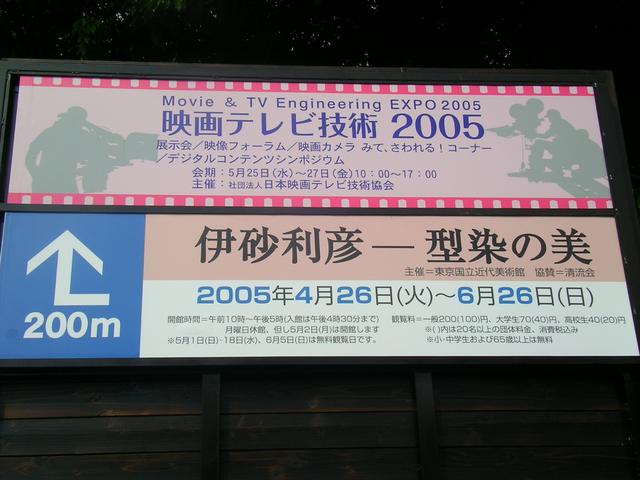 Movie & TV Engineering EXPO 2005
映画テレビ技術 2005
展示会／映像フォーラム／映画カメラ みて、さわれる！コーナー
／デジタルコンテンツシンポジウム
会期：5月25日(水)～27日(金)10：00～17：00
主催：社団法人日本映画テレビ技術協会
伊砂利彦—型染の美
主催＝東京国立近代美術館 協賛＝清流会
2005年4月26日(火)～6月26日(日)
200m
開館時間＝午前10時～午後5時(入館は午後4時30分まで)
月曜日休館、但し5月2日(月)は開館します
※5月1日(日)・18日(水)、6月5日(日)は無料観覧日です。
観覧料＝一般200(100)円、大学生70(40)円、高校生40(20)円
※( )内は20名以上の団体料金、消費税込み
※小・中学生および65歳以上は無料